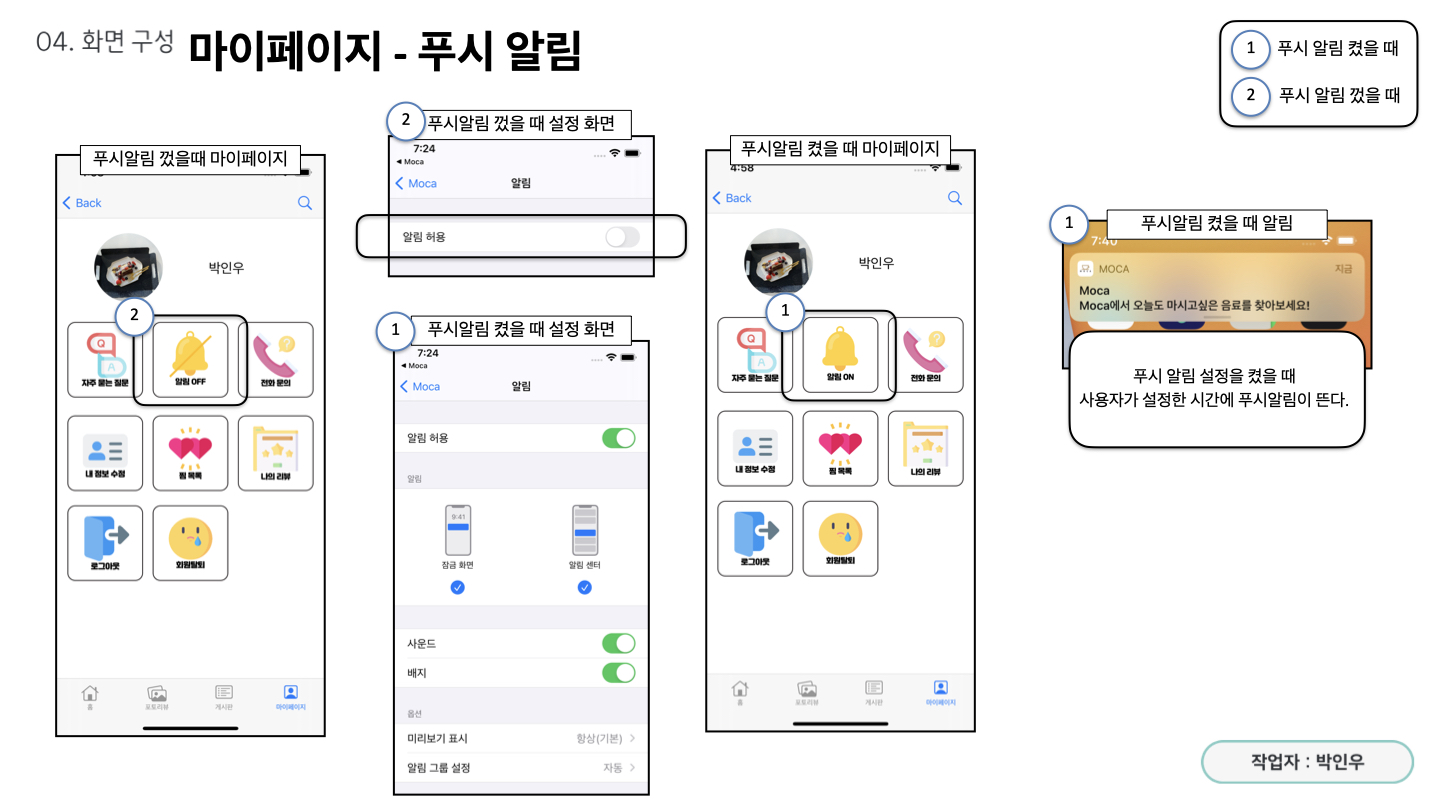 04. 화면 구성 마이페이지 - 푸시 알림
1 푸시 알림 켰을 때
2 푸시 알림 껐을 때
푸시알림 껐을때 마이페이지
Back
박인우
2
Q
A
자주 묻는 질문
알림 OFF
전화 문의
내 정보 수정
찜 목록
나의 리뷰
로그아웃
회원탈퇴
홈
포토리뷰
게시판
마이페이지
2 푸시알림 껐을 때 설정 화면
7:24
◀ Moca
Moca
알림
알림 허용
1 푸시알림 켰을 때 설정 화면
7:24
◀ Moca
Moca
알림
알림 허용
알림
9:41
잠금 화면
알림 센터
사운드
배지
옵션
미리보기 표시 항상(기본)
알림 그룹 설정 자동
푸시알림 켰을 때 마이페이지
4:58
Back
박인우
1
Q
A
자주 묻는 질문
알림 ON
전화 문의
내 정보 수정
찜 목록
나의 리뷰
로그아웃
회원탈퇴
홈
포토리뷰
게시판
마이페이지
1 푸시알림 켰을 때 알림
7:40
MOCA 지금
Moca
Moca에서 오늘도 마시고싶은 음료를 찾아보세요!
푸시 알림 설정을 켰을 때
사용자가 설정한 시간에 푸시알림이 뜬다.
작업자 : 박인우